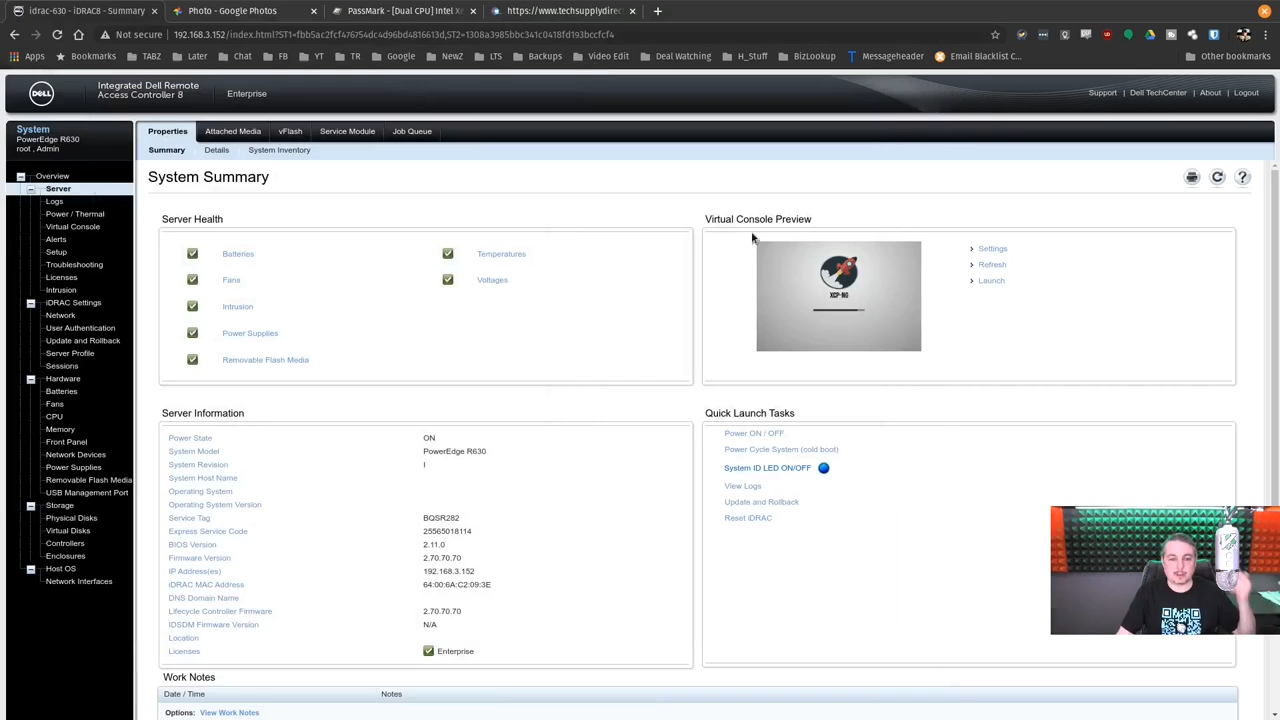 idrac-630 - iDRAC8 - Summary
Photo - Google Photos
PassMark - [Dual CPU] Intel X
https://www.techsupplydirect
Not secure
192.168.3.152/index.html?ST1=fbb5ac2fcf476754dc4d96bd4816613d,ST2=1308a3985bbc341c0418fd193bccfcf4
Apps
Bookmarks
TABZ
Later
Chat
FB
YT
TR
Google
NewZ
LTS
Backups
Video Edit
Deal Watching
H_Stuff
BizLookup
Messageheader
Email Blacklist C...
Other bookmarks
DELL
Integrated Dell Remote
Access Controller 8
Enterprise
Support
Dell TechCenter
About
Logout
System
PowerEdge R630
root , Admin
Overview
Server
Logs
Power / Thermal
Virtual Console
Alerts
Setup
Troubleshooting
Licenses
Intrusion
iDRAC Settings
Network
User Authentication
Update and Rollback
Server Profile
Sessions
Hardware
Batteries
Fans
CPU
Memory
Front Panel
Network Devices
Power Supplies
Removable Flash Media
USB Management Port
Storage
Physical Disks
Virtual Disks
Controllers
Enclosures
Host OS
Network Interfaces
Properties
Attached Media
vFlash
Service Module
Job Queue
Summary
Details
System Inventory
System Summary
Server Health
Batteries
Temperatures
Fans
Voltages
Intrusion
Power Supplies
Removable Flash Media
Virtual Console Preview
XCP-NG
Settings
Refresh
Launch
Server Information
Power State ON
System Model PowerEdge R630
System Revision I
System Host Name
Operating System
Operating System Version
Service Tag BQSR282
Express Service Code 25565018114
BIOS Version 2.11.0
Firmware Version 2.70.70.70
IP Address(es) 192.168.3.152
iDRAC MAC Address 64:00:6A:C2:09:3E
DNS Domain Name
Lifecycle Controller Firmware 2.70.70.70
IDSDM Firmware Version N/A
Location
Licenses Enterprise
Quick Launch Tasks
Power ON / OFF
Power Cycle System (cold boot)
System ID LED ON/OFF
View Logs
Update and Rollback
Reset iDRAC
Work Notes
Date / Time Notes
Options: View Work Notes